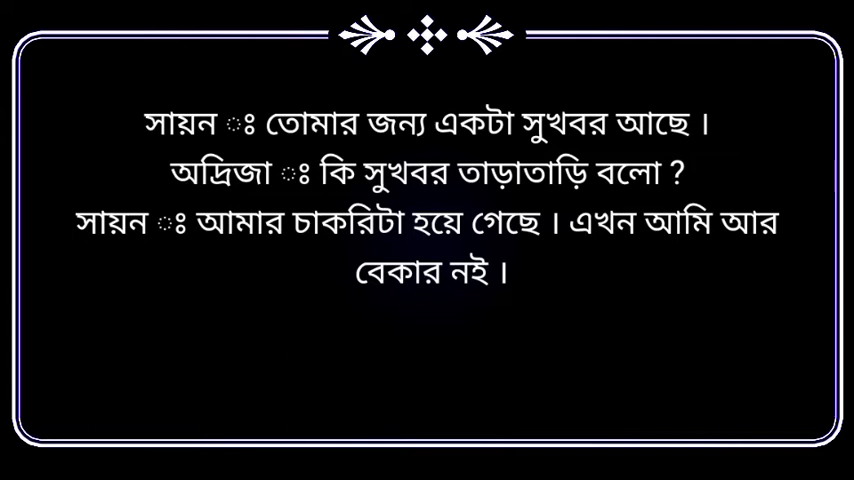 সায়ন ঃ তোমার জন্য একটা সুখবর আছে ।
অদ্রিজা ঃ কি সুখবর তাড়াতাড়ি বলো ?
সায়ন ঃ আমার চাকরিটা হয়ে গেছে । এখন আমি আর
বেকার নই ।